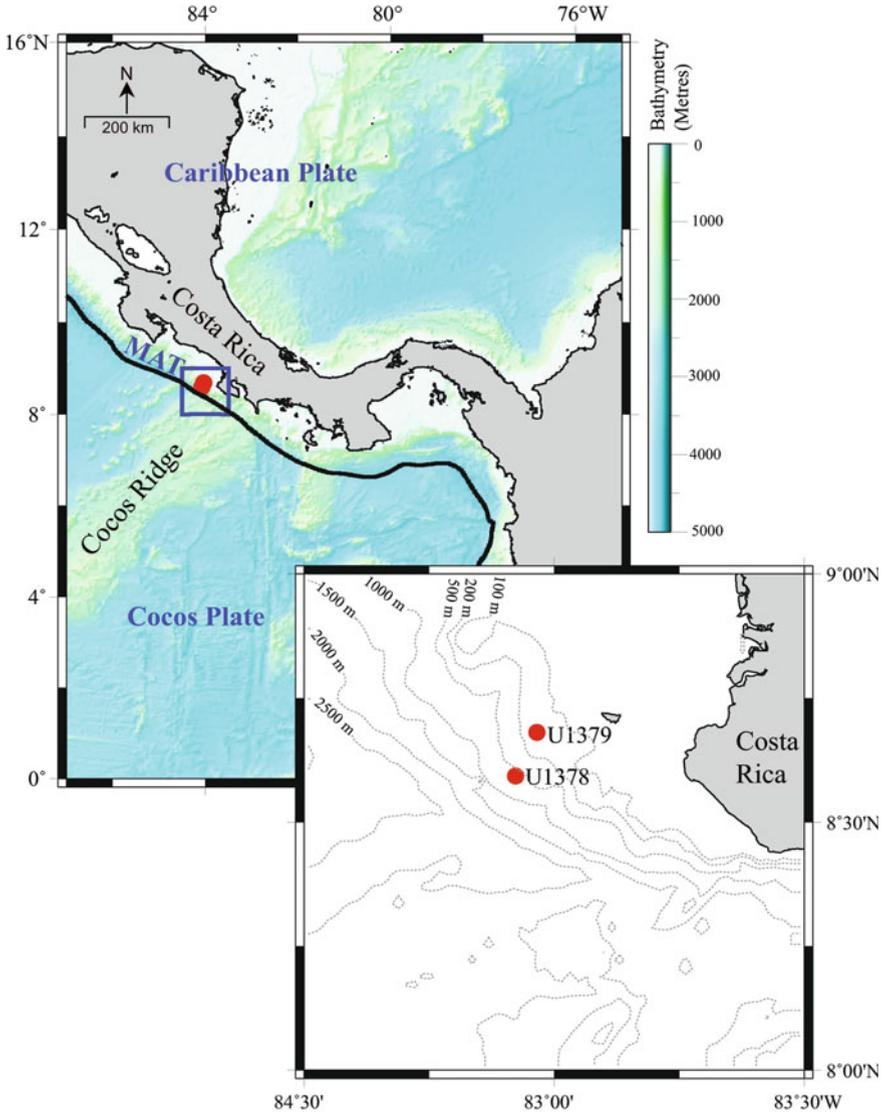 84°
80°
76°W
16°N
12°
8°
4°
0°
N
200 km
Caribbean Plate
Costa Rica
MAT
Cocos Ridge
Cocos Plate
Bathymetry
(Metres)
0
1000
2000
3000
4000
5000
1500 m
1000 m
500 m
200 m
100 m
2000 m
2500 m
U1379
U1378
Costa
Rica
9°00'N
8°30'N
8°00'N
84°30'
83°00'
83°30'W